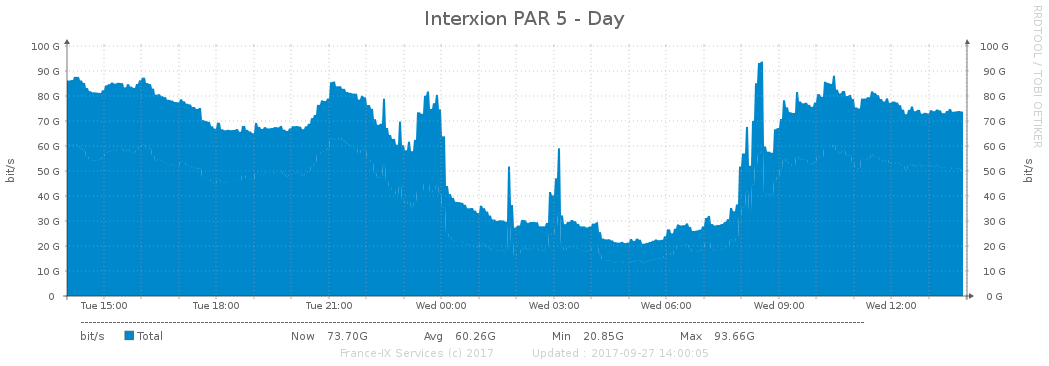 Interxion PAR 5 - Day
RRDTOOL / TOBI OETIKER
100 G 100 G
90 G 90 G
80 G 80 G
70 G 70 G
60 G 60 G
50 G 50 G
40 G 40 G
30 G 30 G
20 G 20 G
10 G 10 G
0 0 G
bit/s
bit/s
Tue 15:00 Tue 18:00 Tue 21:00 Wed 00:00 Wed 03:00 Wed 06:00 Wed 09:00 Wed 12:00
bit/s Total Now 73.70G Avg 60.26G Min 20.85G Max 93.66G
France-IX Services (c) 2017 Updated : 2017-09-27 14:00:05